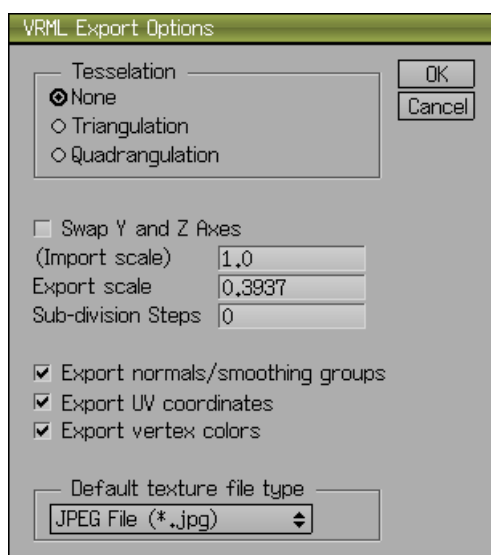 VRML Export Options
Tesselation
None
Triangulation
Quadrangulation
OK
Cancel
Swap Y and Z Axes
(Import scale) 1.0
Export scale 0.3937
Sub-division Steps 0
Export normals/smoothing groups
Export UV coordinates
Export vertex colors
Default texture file type
JPEG File (*.jpg)